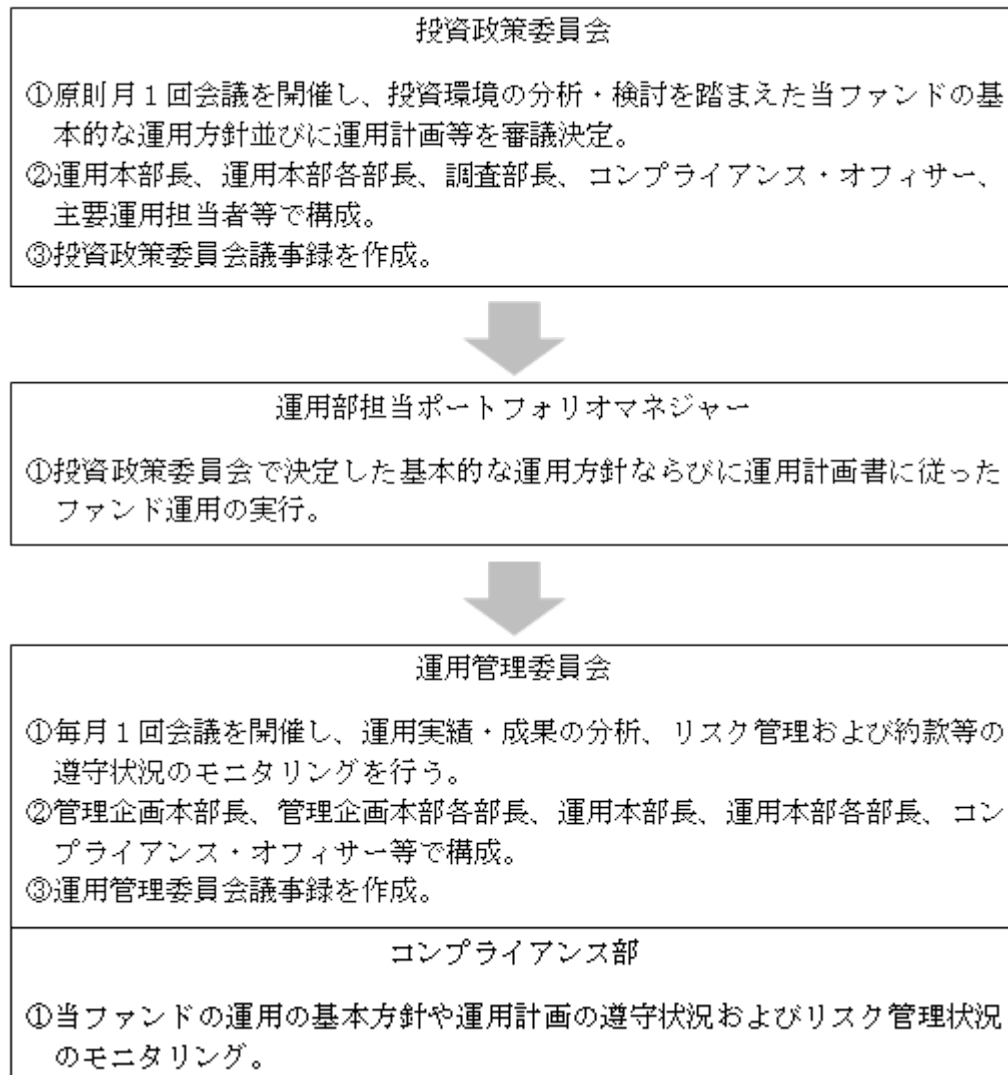 投資政策委員会
①原則月１回会議を開催し、投資環境の分析・検討を踏まえた当ファンドの基
本的な運用方針並びに運用計画等を審議決定。
②運用本部長、運用本部各部長、調査部長、コンプライアンス・オフィサー、
主要運用担当者等で構成。
③投資政策委員会議事録を作成。
運用部担当ポートフォリオマネジャー
①投資政策委員会で決定した基本的な運用方針ならびに運用計画書に従った
ファンド運用の実行。
運用管理委員会
①毎月１回会議を開催し、運用実績・成果の分析、リスク管理および約款等の
遵守状況のモニタリングを行う。
②管理企画本部長、管理企画本部各部長、運用本部長、運用本部各部長、コン
プライアンス・オフィサー等で構成。
③運用管理委員会議事録を作成。
コンプライアンス部
①当ファンドの運用の基本方針や運用計画の遵守状況およびリスク管理状況
のモニタリング。